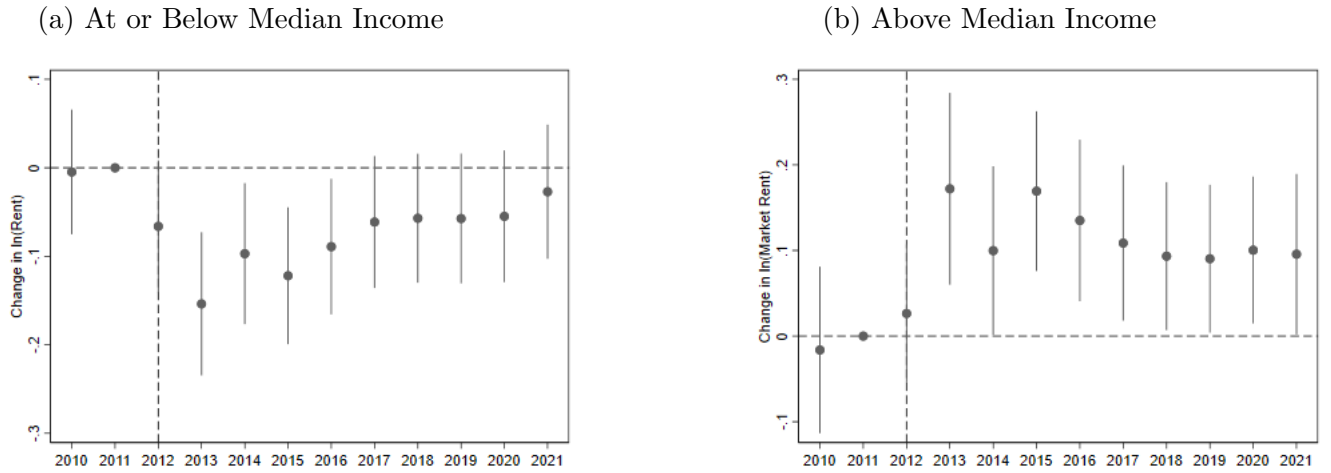 (a) At or Below Median Income
(b) Above Median Income
Change in ln(Rent)
.1
0
-.1
-.2
-.3
2010 2011 2012 2013 2014 2015 2016 2017 2018 2019 2020 2021
Change in ln(Market Rent)
.3
.2
.1
0
-.1
2010 2011 2012 2013 2014 2015 2016 2017 2018 2019 2020 2021